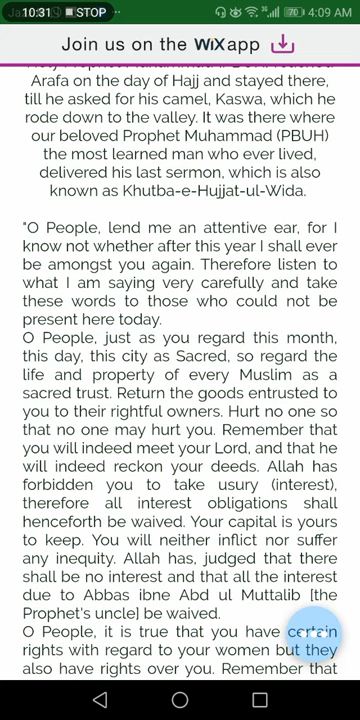 10:31 STOP
70 4:09 AM
Join us on the WiX app
Arafa on the day of Hajj and stayed there,
till he asked for his camel, Kaswa, which he
rode down to the valley. It was there where
our beloved Prophet Muhammad (PBUH)
the most learned man who ever lived,
delivered his last sermon, which is also
known as Khutba-e-Hujjat-ul-Wida.
"O People, lend me an attentive ear, for I
know not whether after this year I shall ever
be amongst you again. Therefore listen to
what I am saying very carefully and take
these words to those who could not be
present here today.
O People, just as you regard this month,
this day, this city as Sacred, so regard the
life and property of every Muslim as a
sacred trust. Return the goods entrusted to
you to their rightful owners. Hurt no one so
that no one may hurt you. Remember that
you will indeed meet your Lord, and that he
will indeed reckon your deeds. Allah has
forbidden you to take usury (interest),
therefore all interest obligations shall
henceforth be waived. Your capital is yours
to keep. You will neither inflict nor suffer
any inequity. Allah has, judged that there
shall be no interest and that all the interest
due to Abbas ibne Abd ul Muttalib [the
Prophet's uncle] be waived.
O People, it is true that you have certain
rights with regard to your women but they
also have rights over you. Remember that